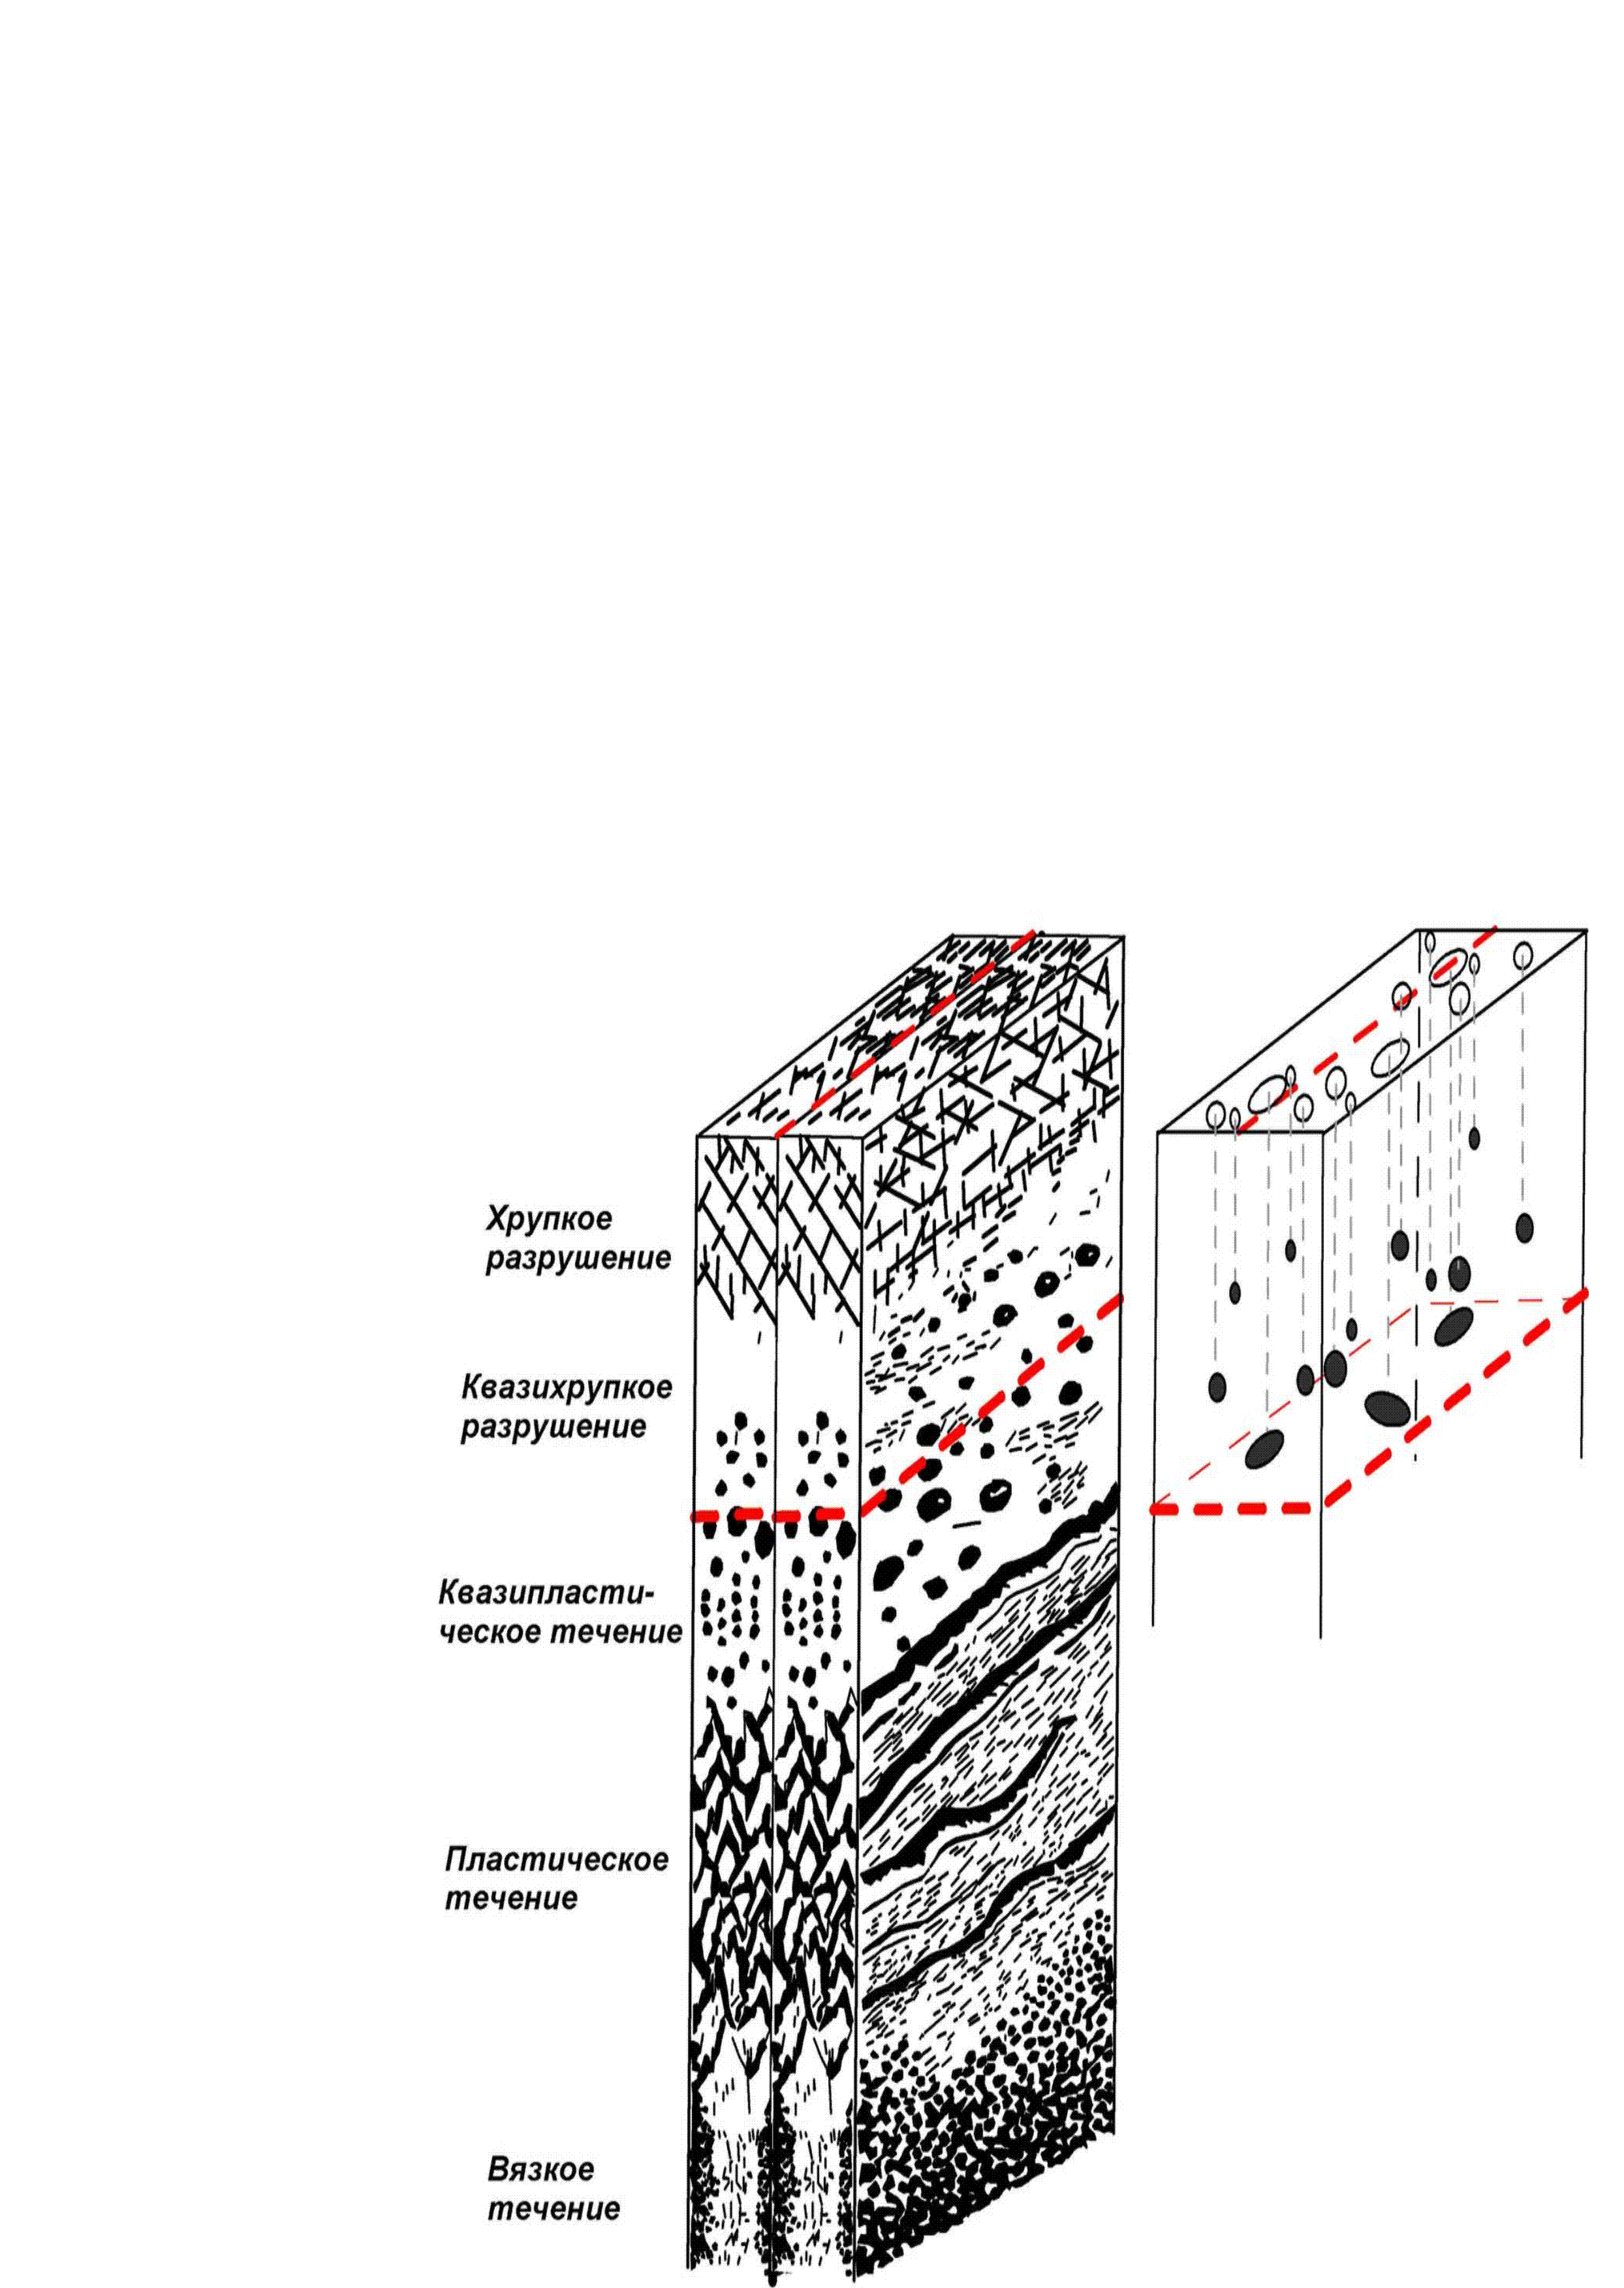 Хрупкое
разрушение
Квазихрупкое
разрушение
Квазипласти-
ческое течение
Пластическое
течение
Вязкое
течение